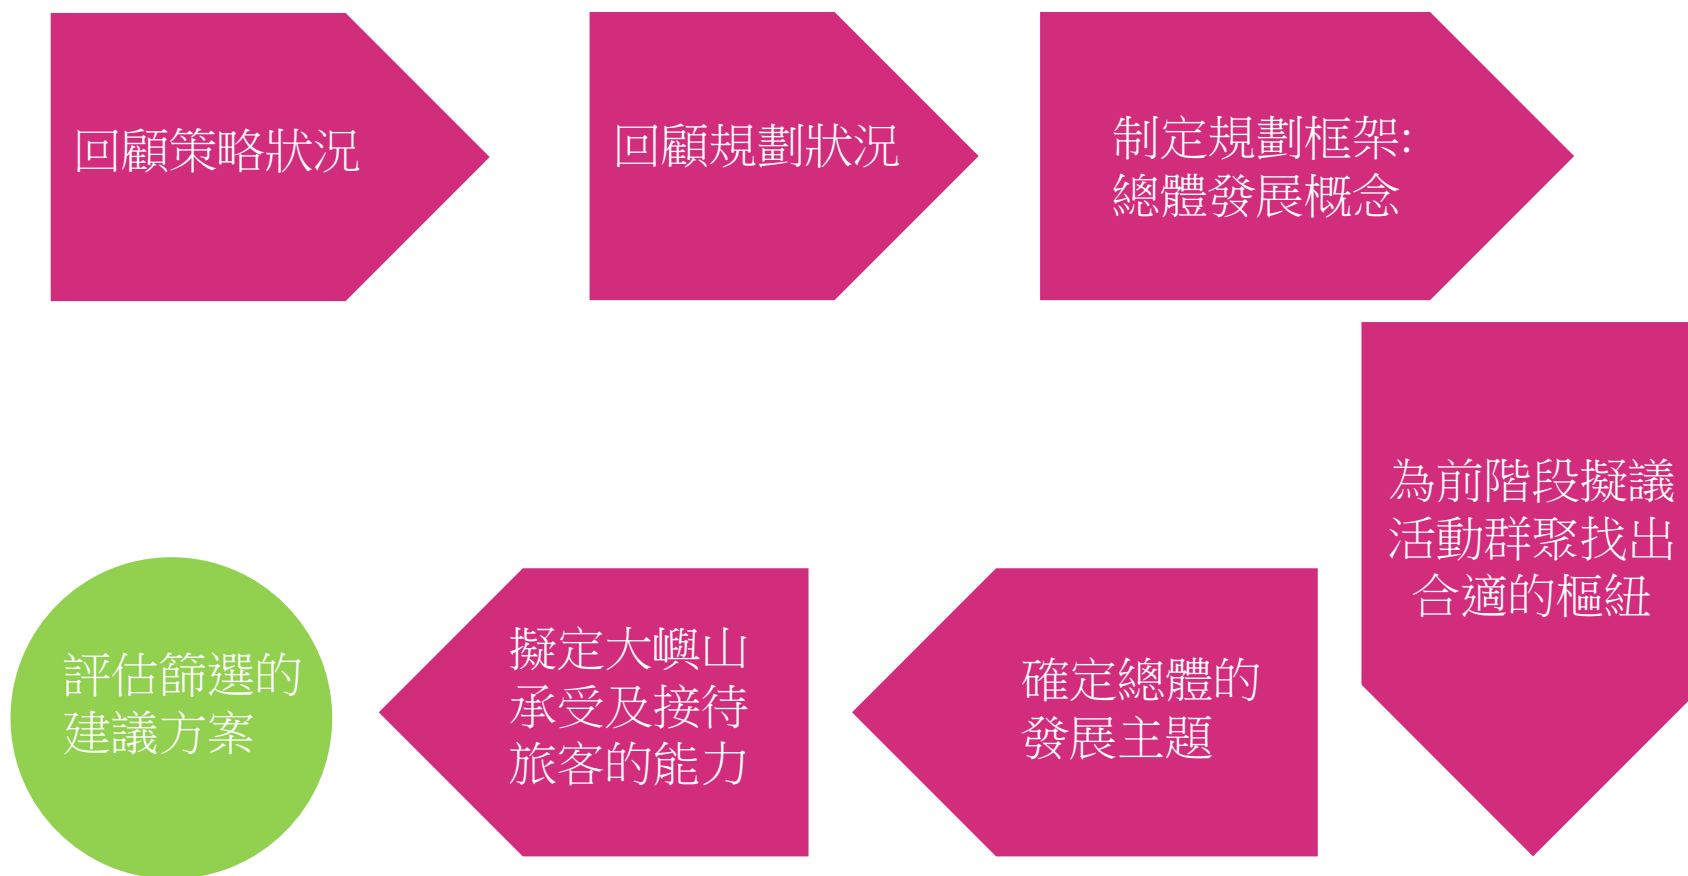 回顧策略狀況
回顧規劃狀況
制定規劃框架:
總體發展概念
為前階段擬議
活動群聚找出
合適的樞紐
確定總體的
發展主題
擬定大嶼山
承受及接待
旅客的能力
評估篩選的
建議方案